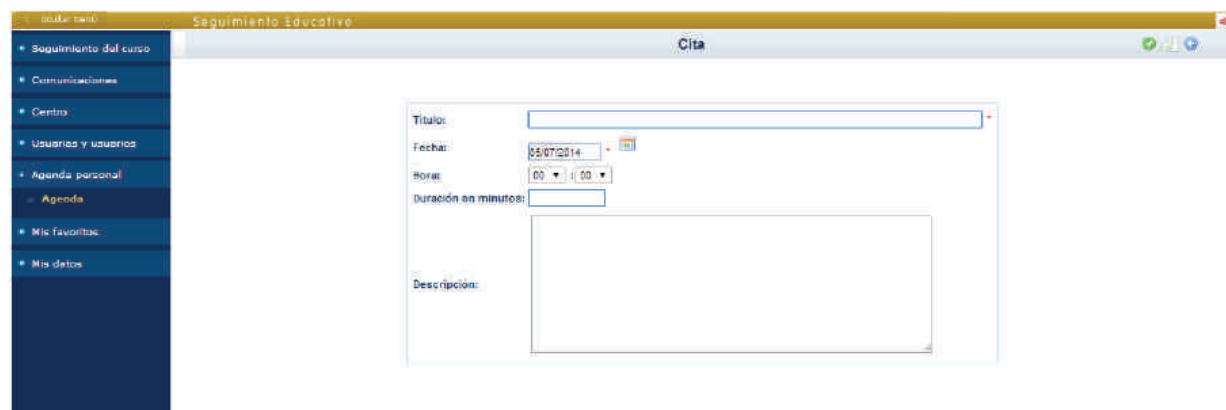 ocultar menú
Seguimiento Educativo
Cita
Seguimiento del curso
Comunicaciones
Centro
Usuarias y usuarios
Agenda personal
Agenda
Mis favoritos
Mis datos
Título: *
Fecha: 05/07/2014 *
Hora: 00 : 00
Duración en minutos:
Descripción: